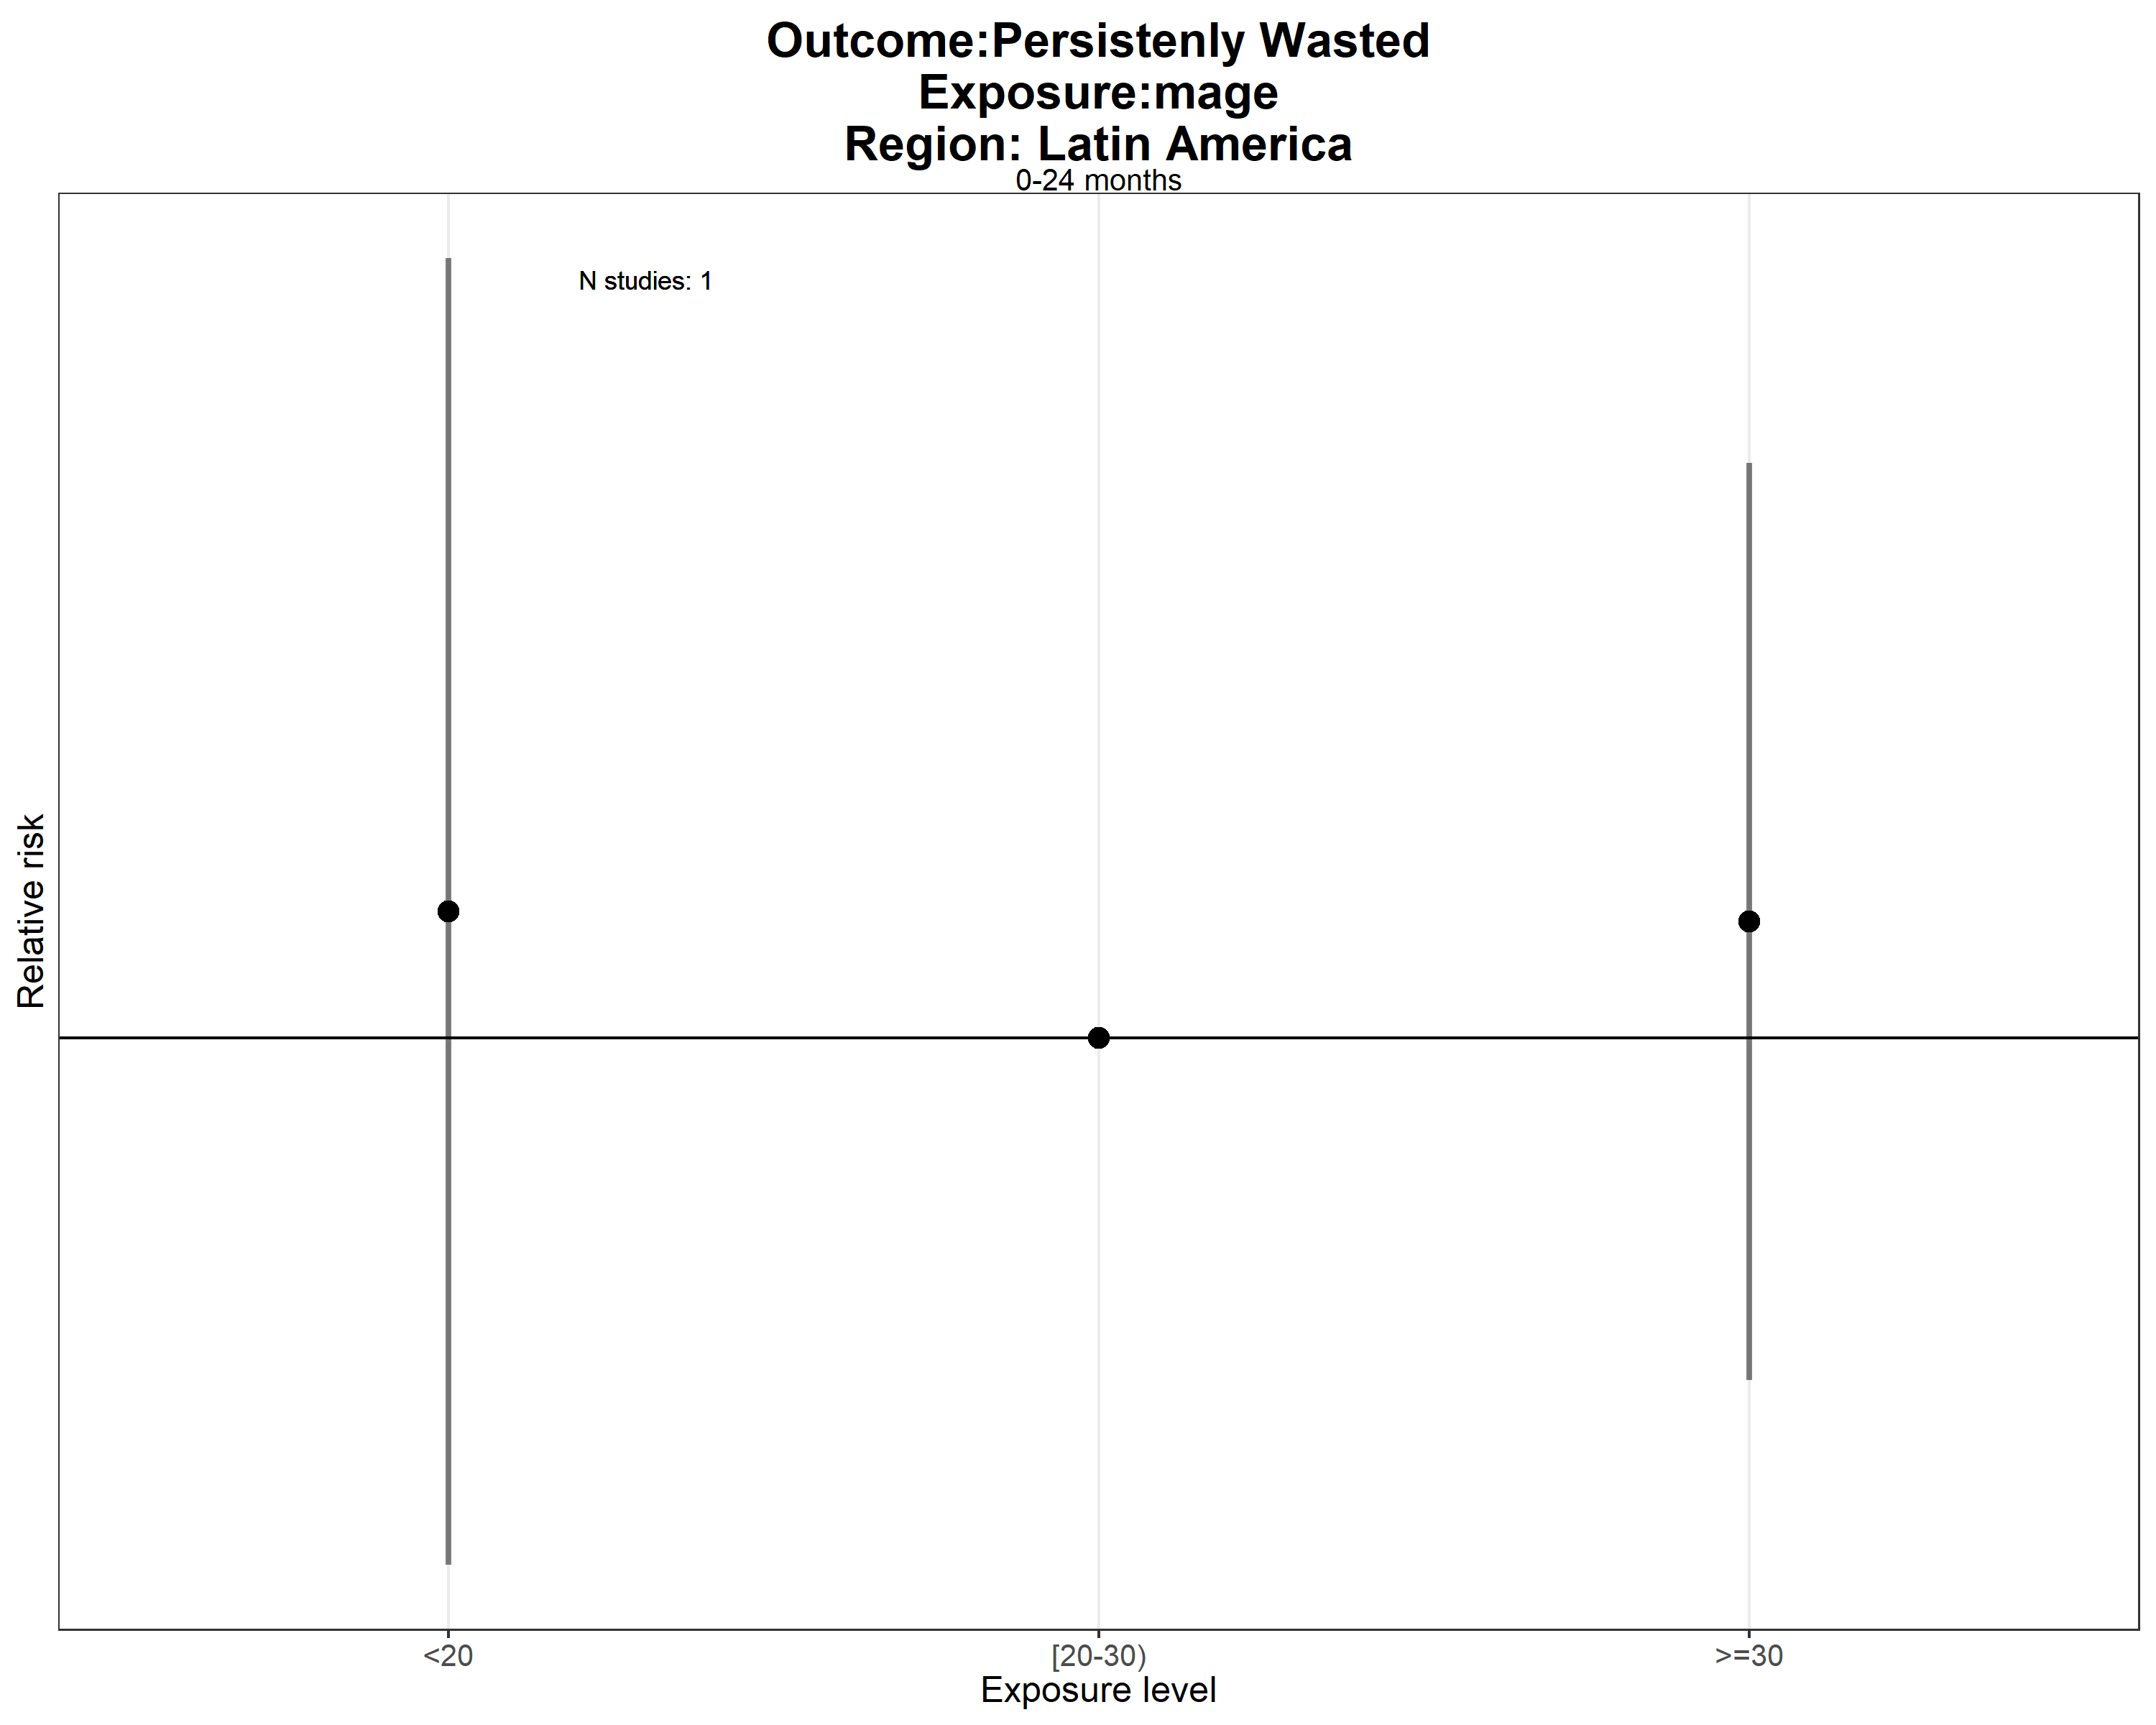 Outcome:Persistenly Wasted
Exposure:mage
Region: Latin America
0-24 months
N studies: 1
Relative risk
<20
[20-30)
>=30
Exposure level